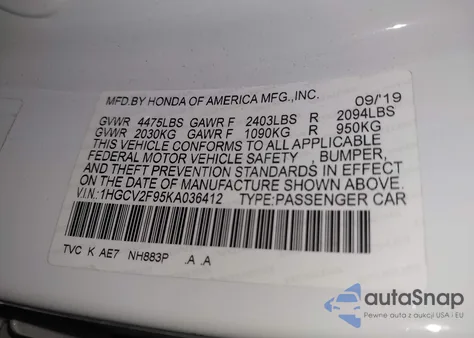 MFD.BY HONDA OF AMERICA MFG.,INC. 09/'19
GVWR 4475LBS GAWR F 2403LBS R 2094LBS
GVWR 2030KG GAWR F 1090KG R 950KG
THIS VEHICLE CONFORMS TO ALL APPLICABLE
FEDERAL MOTOR VEHICLE SAFETY , BUMPER,
AND THEFT PREVENTION STANDARDS IN EFFECT
ON THE DATE OF MANUFACTURE SHOWN ABOVE.
V.I.N.:1HGCV2F95KA036412 TYPE:PASSENGER CAR
TVC K AE7 NH883P .A .A
autoSnap
Pewne auta z aukcji USA i EU